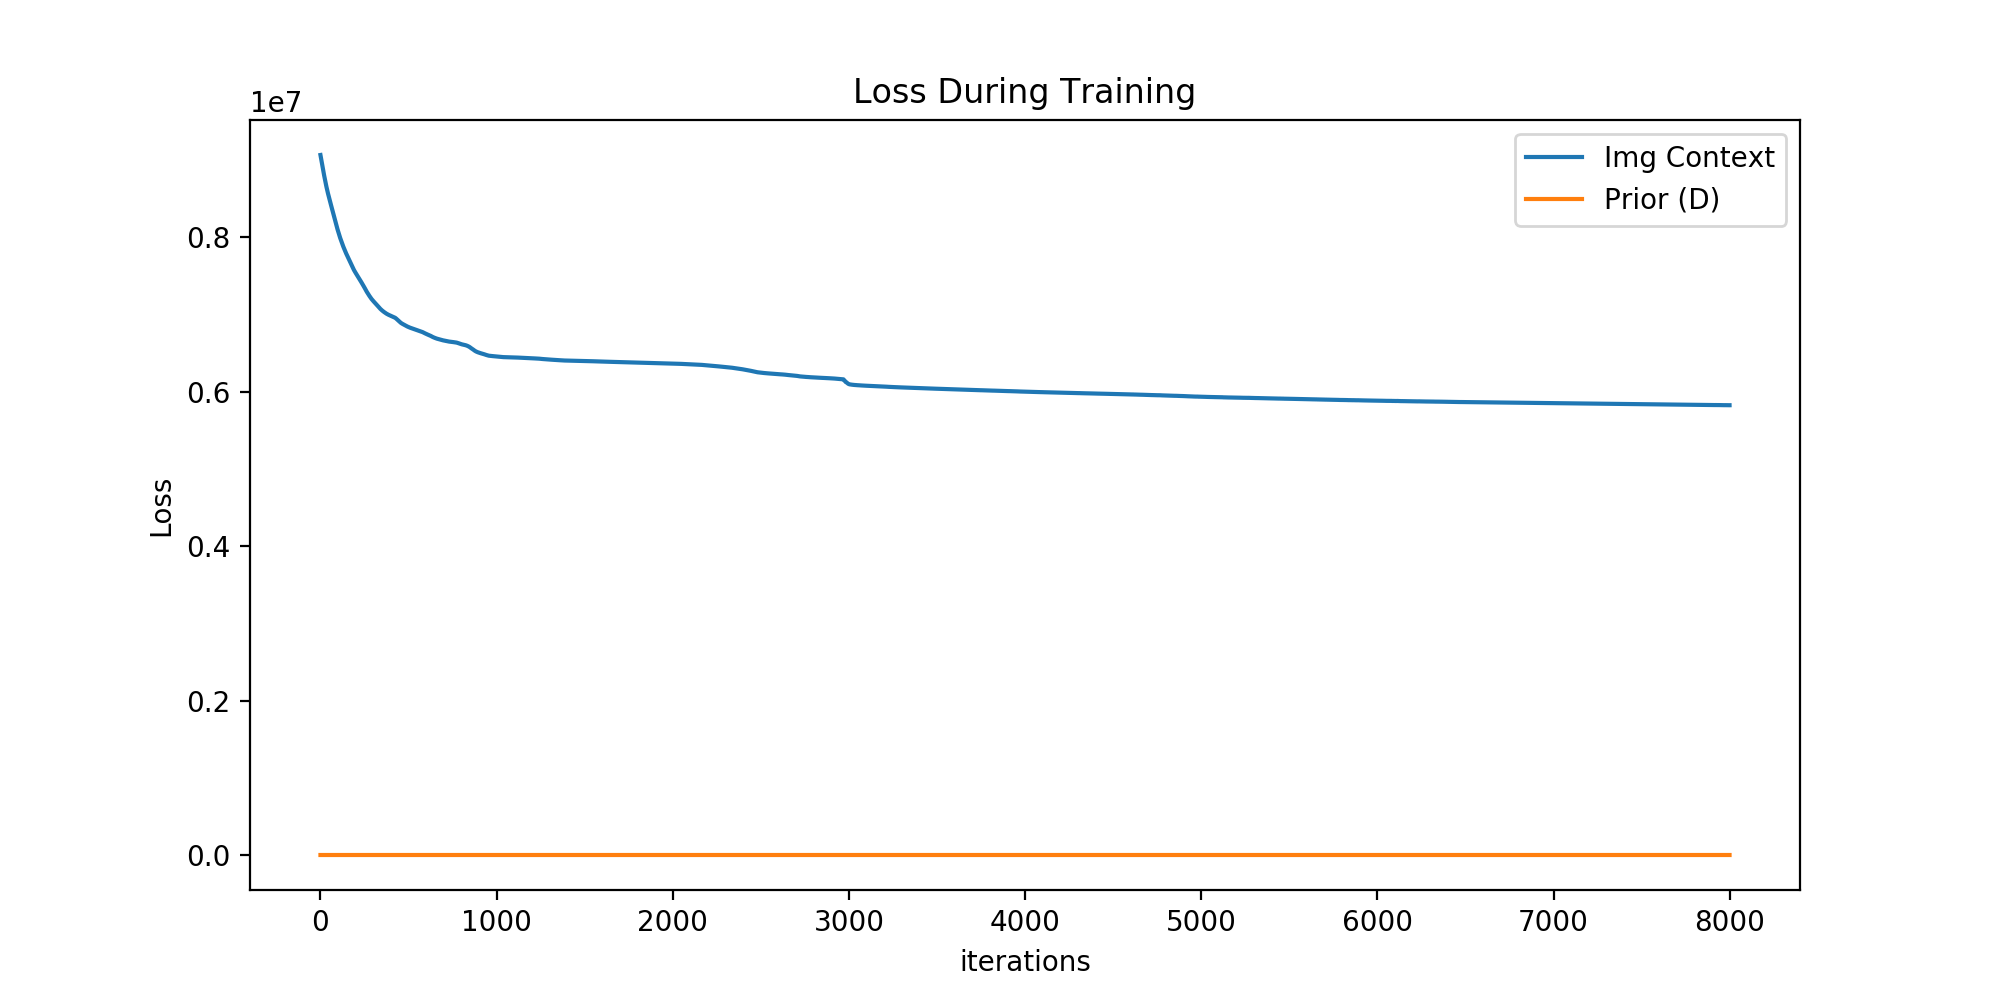 Loss During Training
1e7
Img Context
Prior (D)
0.8
0.6
0.4
0.2
0.0
Loss
0 1000 2000 3000 4000 5000 6000 7000 8000
iterations